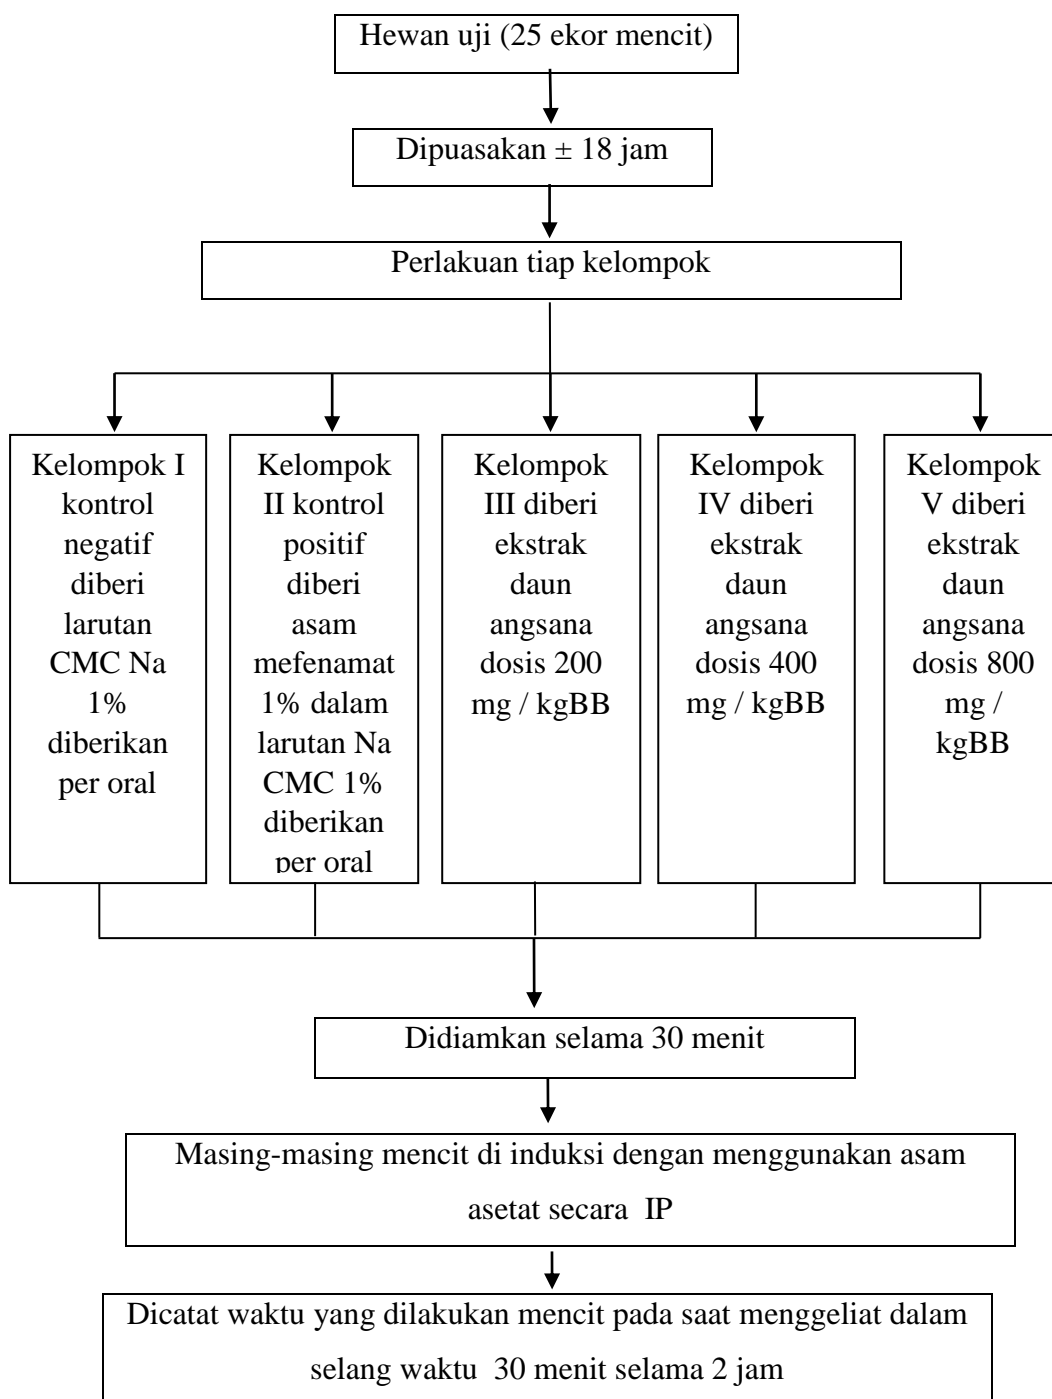 Hewan uji (25 ekor mencit)
Dipuasakan ± 18 jam
Perlakuan tiap kelompok
Kelompok I
kontrol
negatif
diberi
larutan
CMC Na
1%
diberikan
per oral
Kelompok
II kontrol
positif
diberi
asam
mefenamat
1% dalam
larutan Na
CMC 1%
diberikan
per oral
Kelompok
III diberi
ekstrak
daun
angsana
dosis 200
mg / kgBB
Kelompok
IV diberi
ekstrak
daun
angsana
dosis 400
mg / kgBB
Kelompok
V diberi
ekstrak
daun
angsana
dosis 800
mg /
kgBB
Didiamkan selama 30 menit
Masing-masing mencit di induksi dengan menggunakan asam
asetat secara  IP
Dicatat waktu yang dilakukan mencit pada saat menggeliat dalam
selang waktu  30 menit selama 2 jam